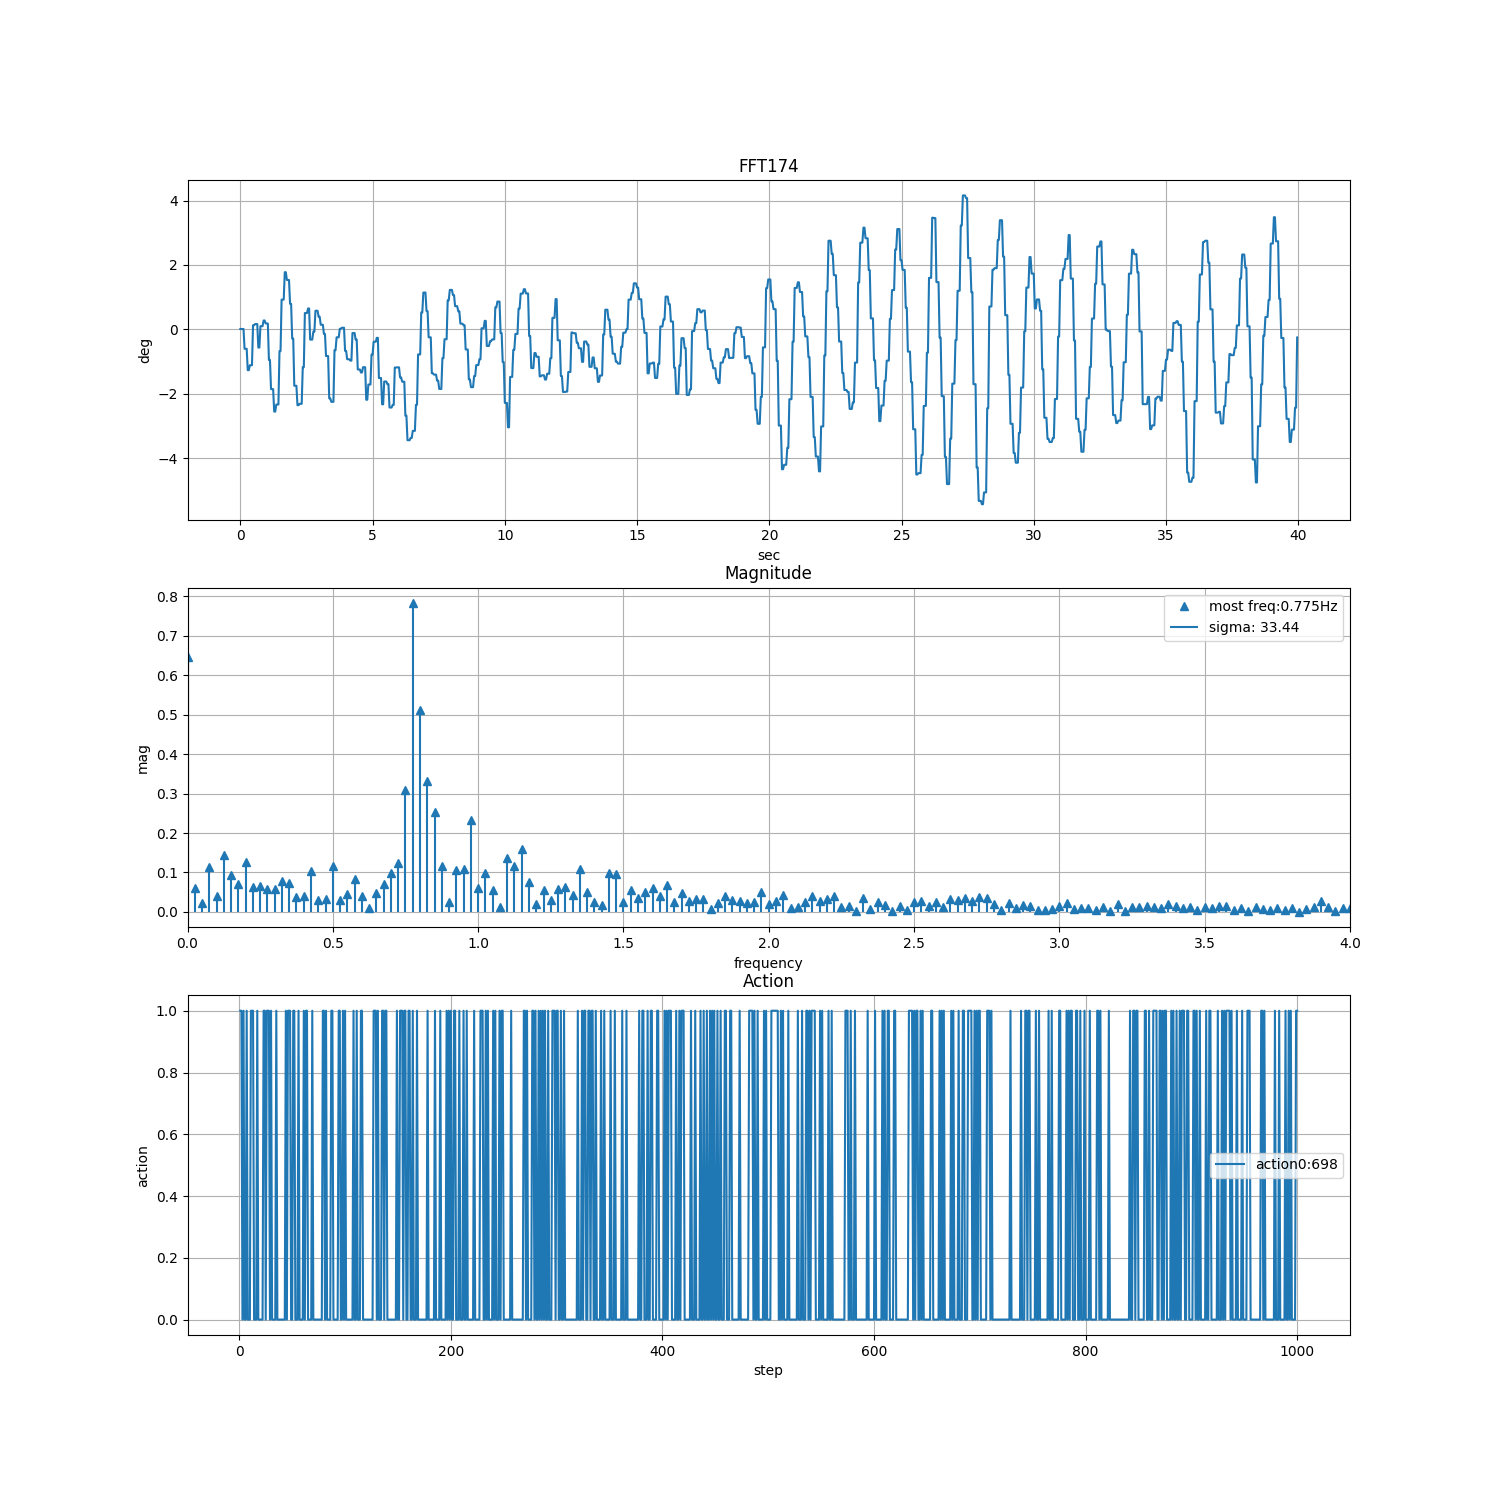 FFT174
4
2
0
−2
−4
deg
0 5 10 15 20 25 30 35 40
sec
Magnitude
0.8
0.7
0.6
0.5
0.4
0.3
0.2
0.1
0.0
mag
most freq:0.775Hz
sigma: 33.44
0.0 0.5 1.0 1.5 2.0 2.5 3.0 3.5 4.0
frequency
Action
1.0
0.8
0.6
0.4
0.2
0.0
action
action0:698
0 200 400 600 800 1000
step